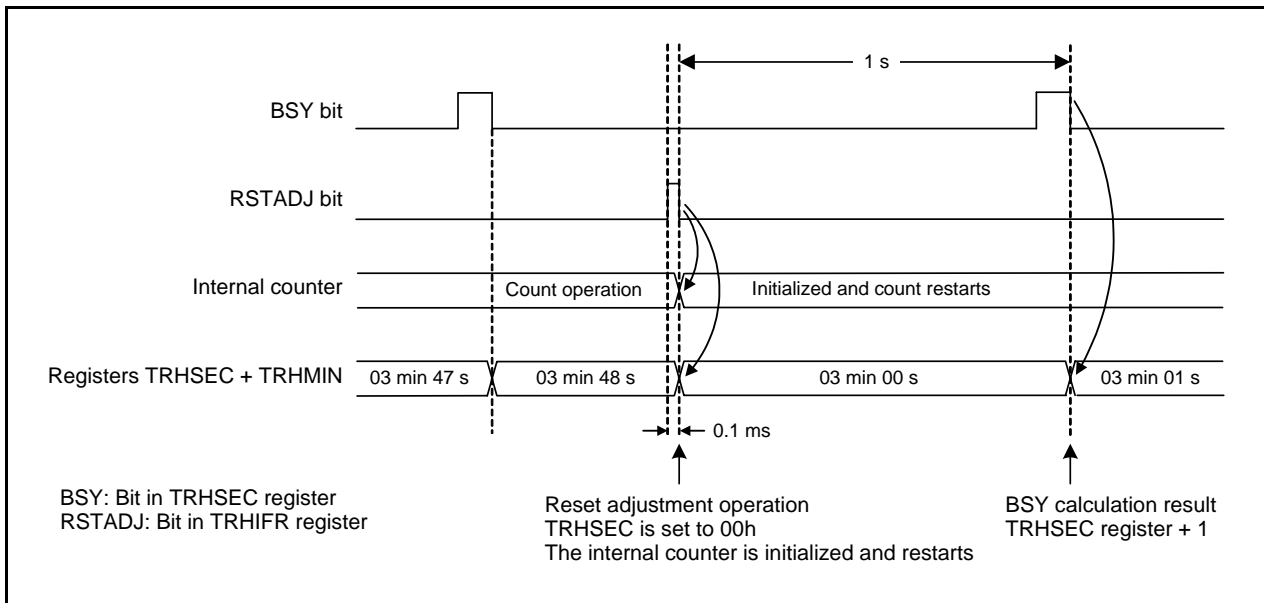 1 s
BSY bit
RSTADJ bit
Internal counter
Count operation
Initialized and count restarts
Registers TRHSEC + TRHMIN
03 min 47 s
03 min 48 s
03 min 00 s
03 min 01 s
0.1 ms
BSY: Bit in TRHSEC register
RSTADJ: Bit in TRHIFR register
Reset adjustment operation
TRHSEC is set to 00h
The internal counter is initialized and restarts
BSY calculation result
TRHSEC register + 1